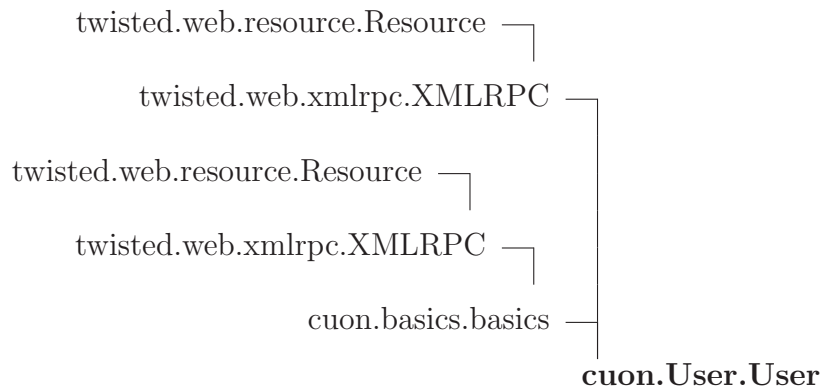 twisted.web.resource.Resource
twisted.web.xmlrpc.XMLRPC
twisted.web.resource.Resource
twisted.web.xmlrpc.XMLRPC
cuon.basics.basics
cuon.User.User